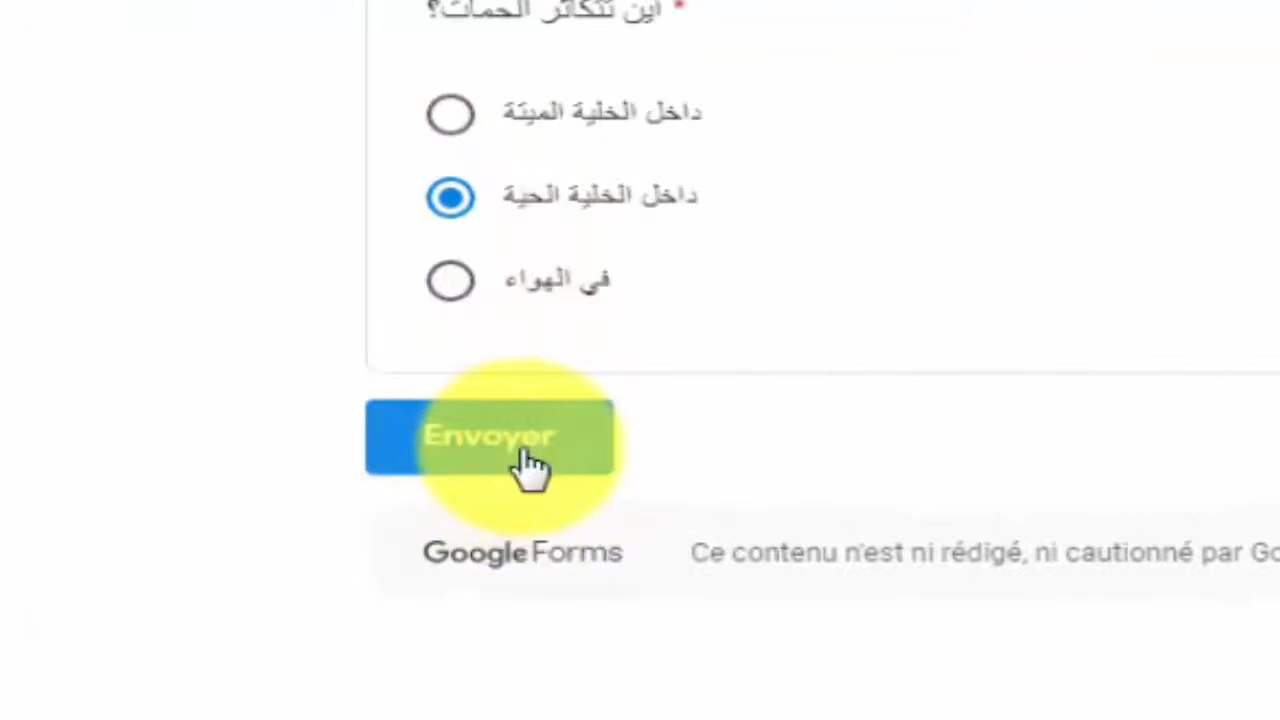 أين تتكاثر الحمات؟ *
داخل الخلية الميتة
داخل الخلية الحية
في الهواء
Envoyer
Google Forms
Ce contenu n'est ni rédigé, ni cautionné par Go